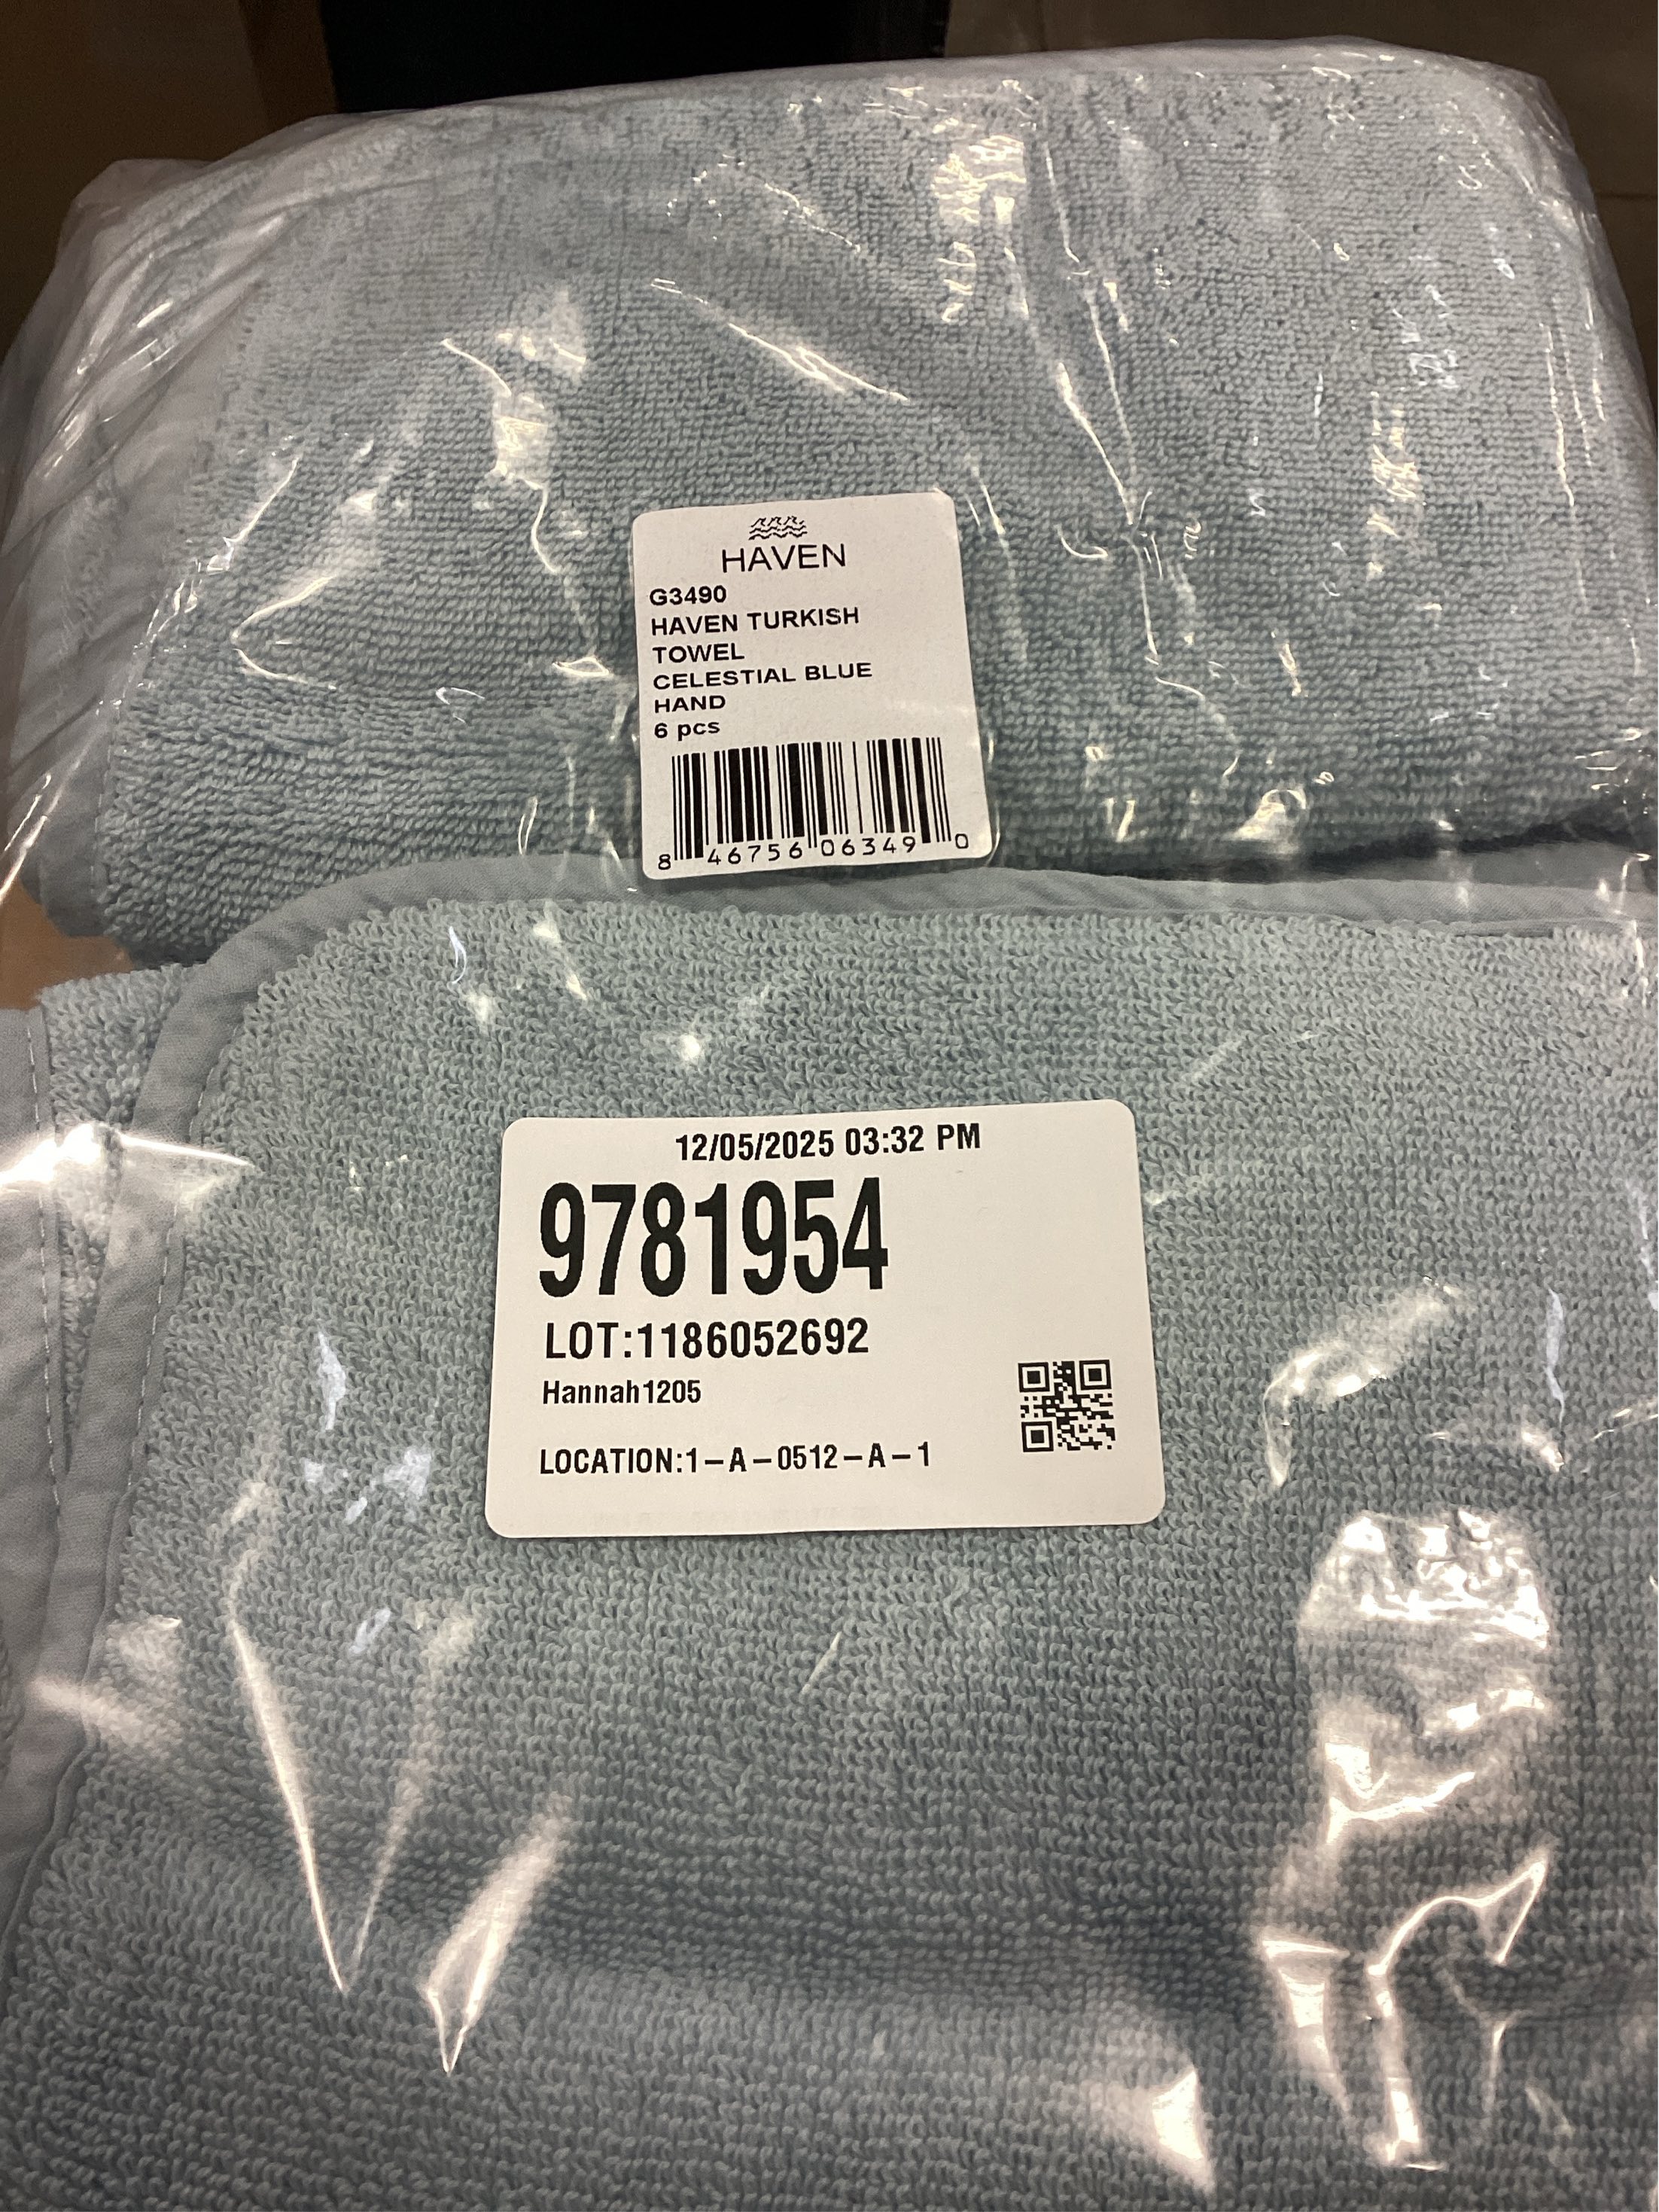 HAVEN
G3490
HAVEN TURKISH
TOWEL
CELESTIAL BLUE
HAND
6 pcs
8 46756 06349 0
12/05/2025 03:32 PM
9781954
LOT:1186052692
Hannah1205
LOCATION:1-A-0512-A-1